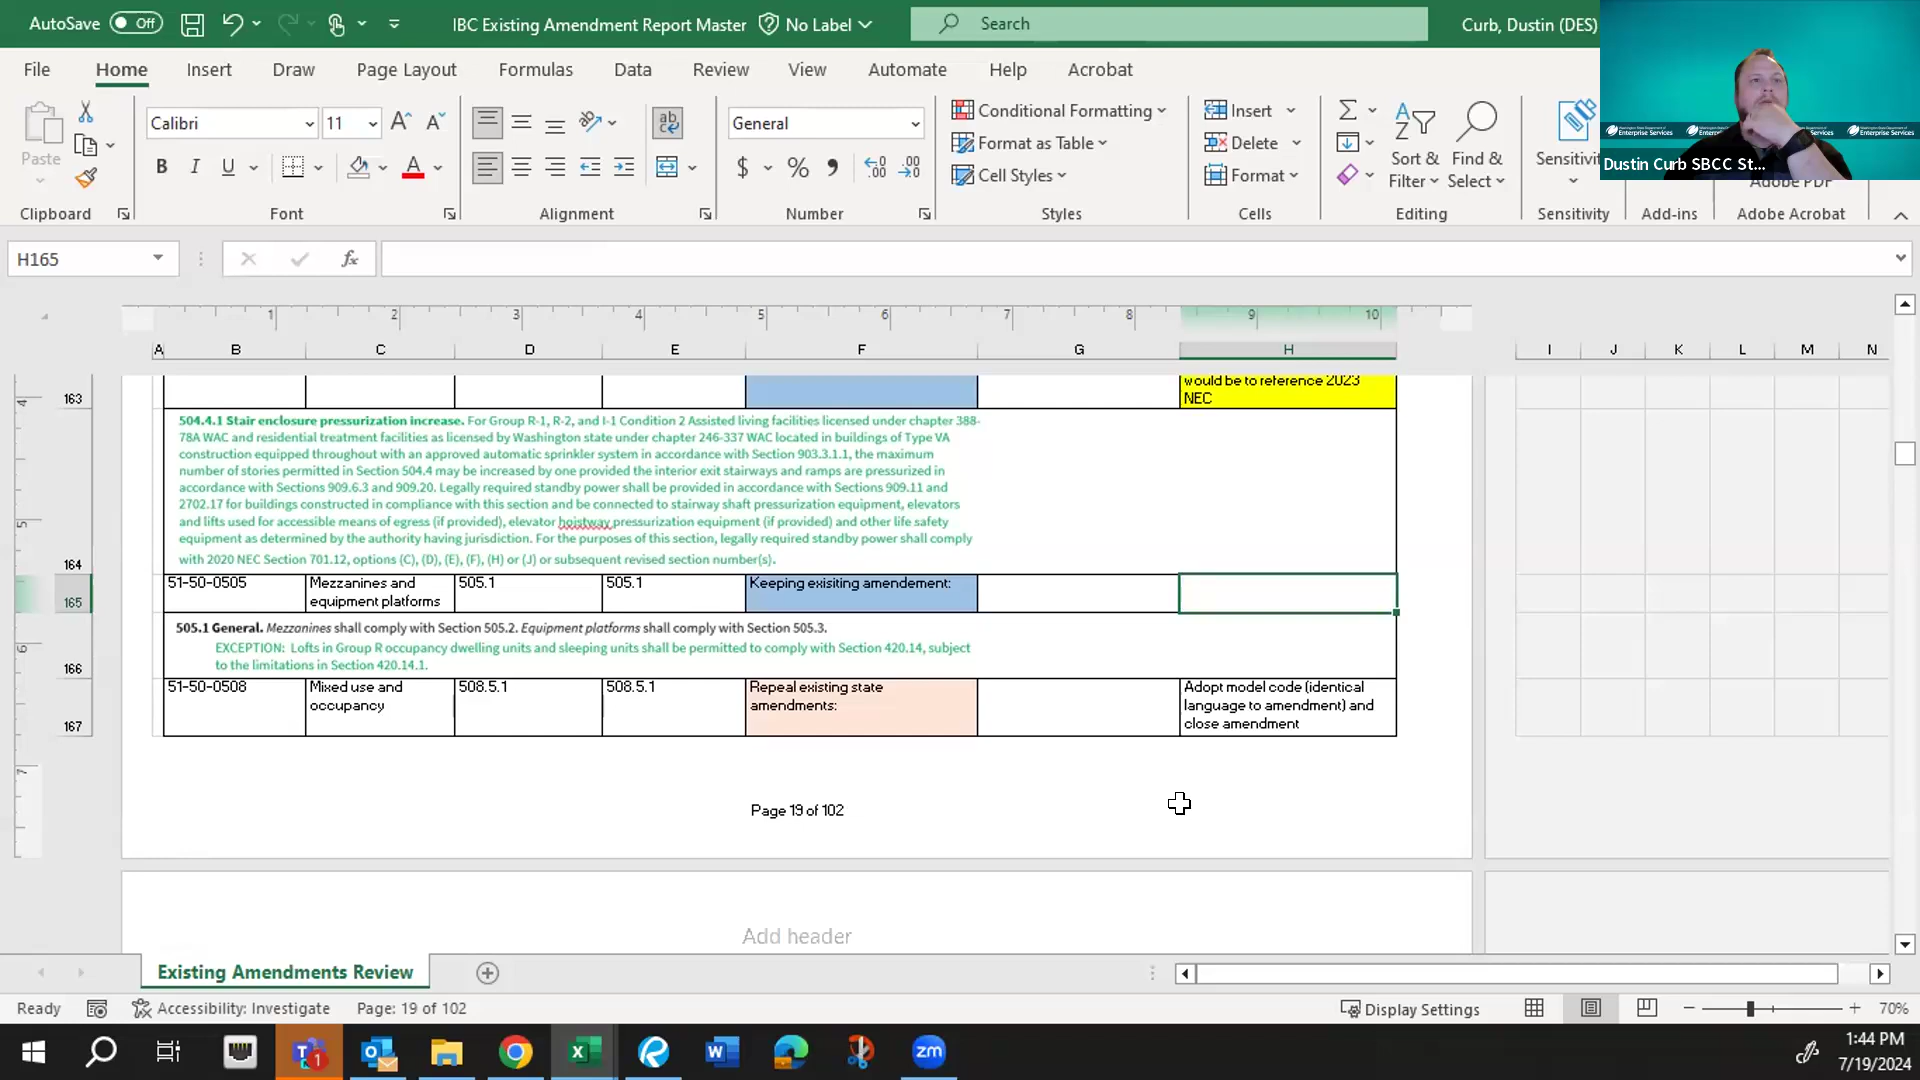 AutoSave Off IBC Existing Amendment Report Master No Label Search Curb, Dustin (DES)
File Home Insert Draw Page Layout Formulas Data Review View Automate Help Acrobat
Paste
Calibri 11
B I U
ab
General
$ % 9
Conditional Formatting
Format as Table
Cell Styles
Insert
Delete
Format
Sort & Filter
Find & Select
Sensitivity
Adobe PDF
Dustin Curb SBCC St...
Enterprise Services
Enterprise Services
Clipboard Font Alignment Number Styles Cells Editing Sensitivity Add-ins Adobe Acrobat
H165 fx
1 2 3 4 5 6 7 8 9 10
A B C D E F G H I J K L M N
163 would be to reference 2023
NEC
504.4.1 Stair enclosure pressurization increase. For Group R-1, R-2, and I-1 Condition 2 Assisted living facilities licensed under chapter 388-
78A WAC and residential treatment facilities as licensed by Washington state under chapter 246-337 WAC located in buildings of Type VA
construction equipped throughout with an approved automatic sprinkler system in accordance with Section 903.3.1.1, the maximum
number of stories permitted in Section 504.4 may be increased by one provided the interior exit stairways and ramps are pressurized in
accordance with Sections 909.6.3 and 909.20. Legally required standby power shall be provided in accordance with Sections 909.11 and
2702.17 for buildings constructed in compliance with this section and be connected to stairway shaft pressurization equipment, elevators
and lifts used for accessible means of egress (if provided), elevator hoistway pressurization equipment (if provided) and other life safety
equipment as determined by the authority having jurisdiction. For the purposes of this section, legally required standby power shall comply
164 with 2020 NEC Section 701.12, options (C), (D), (E), (F), (H) or (J) or subsequent revised section number(s).
165 51-50-0505 Mezzanines and equipment platforms 505.1 505.1 Keeping exisiting amendement:
505.1 General. Mezzanines shall comply with Section 505.2. Equipment platforms shall comply with Section 505.3.
EXCEPTION: Lofts in Group R occupancy dwelling units and sleeping units shall be permitted to comply with Section 420.14, subject
166 to the limitations in Section 420.14.1.
167 51-50-0508 Mixed use and occupancy 508.5.1 508.5.1 Repeal existing state amendments: Adopt model code (identical language to amendment) and close amendment
Page 19 of 102
Add header
Existing Amendments Review
Ready Accessibility: Investigate Page: 19 of 102 Display Settings 70%
1:44 PM
7/19/2024